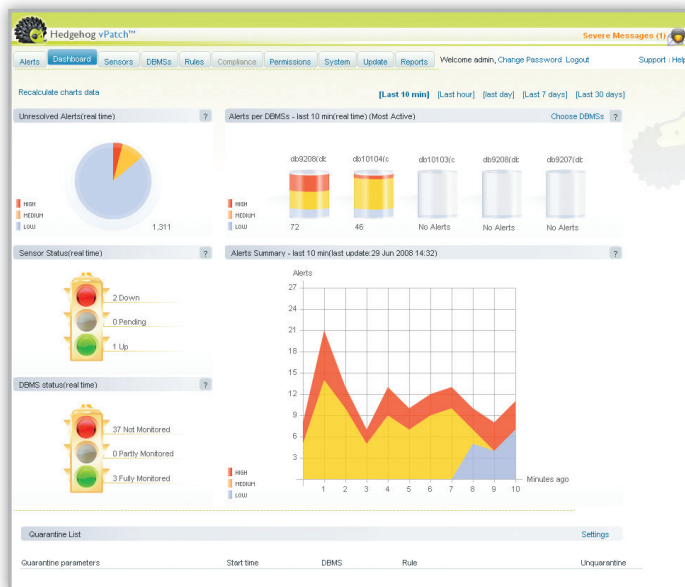 Hedgehog vPatch™
Severe Messages (1)
Alerts Dashboard Sensors DBMSs Rules Compliance Permissions System Update Reports Welcome admin, Change Password Logout Support | Help
Recalculate charts data
[Last 10 min] [Last hour] [last day] [Last 7 days] [Last 30 days]
Unresolved Alerts(real time) ?
HIGH
MEDIUM
LOW
1,311
Alerts per DBMSs - last 10 min(real time) (Most Active) Choose DBMSs ?
db9208(dt db10104(c db10103(c db9208(dt db9207(dt
HIGH
MEDIUM
LOW
72 46 No Alerts No Alerts No Alerts
Sensor Status(real time) ?
2 Down
0 Pending
1 Up
Alerts Summary - last 10 min(last update:29 Jun 2008 14:32) ?
Alerts
27
24
21
18
15
12
9
6
3
1 2 3 4 5 6 7 8 9 10
Minutes ago
HIGH
MEDIUM
LOW
DBMS status(real time) ?
37 Not Monitored
0 Partly Monitored
3 Fully Monitored
Quarantine List Settings
Quarantine parameters Start time DBMS Rule Unquarantine